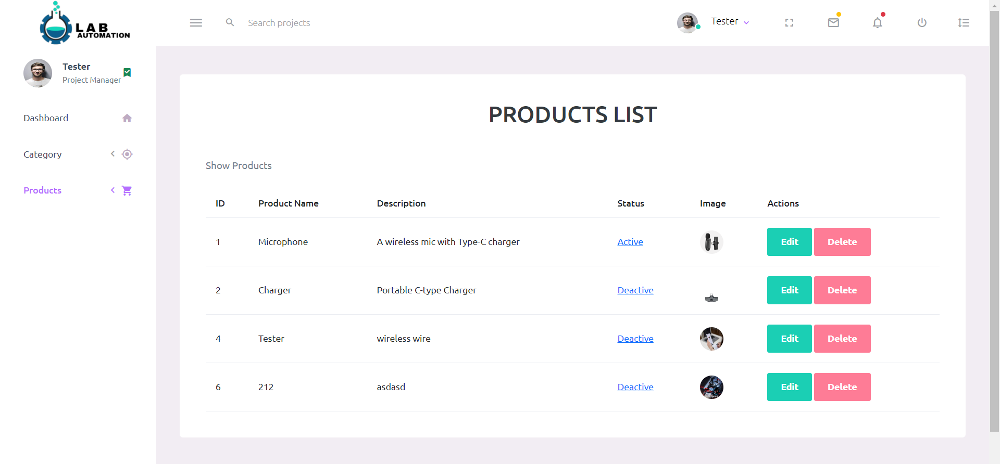 LAB
AUTOMATION
Search projects
Tester
Tester
Project Manager
Dashboard
Category
Products
PRODUCTS LIST
Show Products
ID Product Name Description Status Image Actions
1 Microphone A wireless mic with Type-C charger Active Edit Delete
2 Charger Portable C-type Charger Deactive Edit Delete
4 Tester wireless wire Deactive Edit Delete
6 212 asdasd Deactive Edit Delete